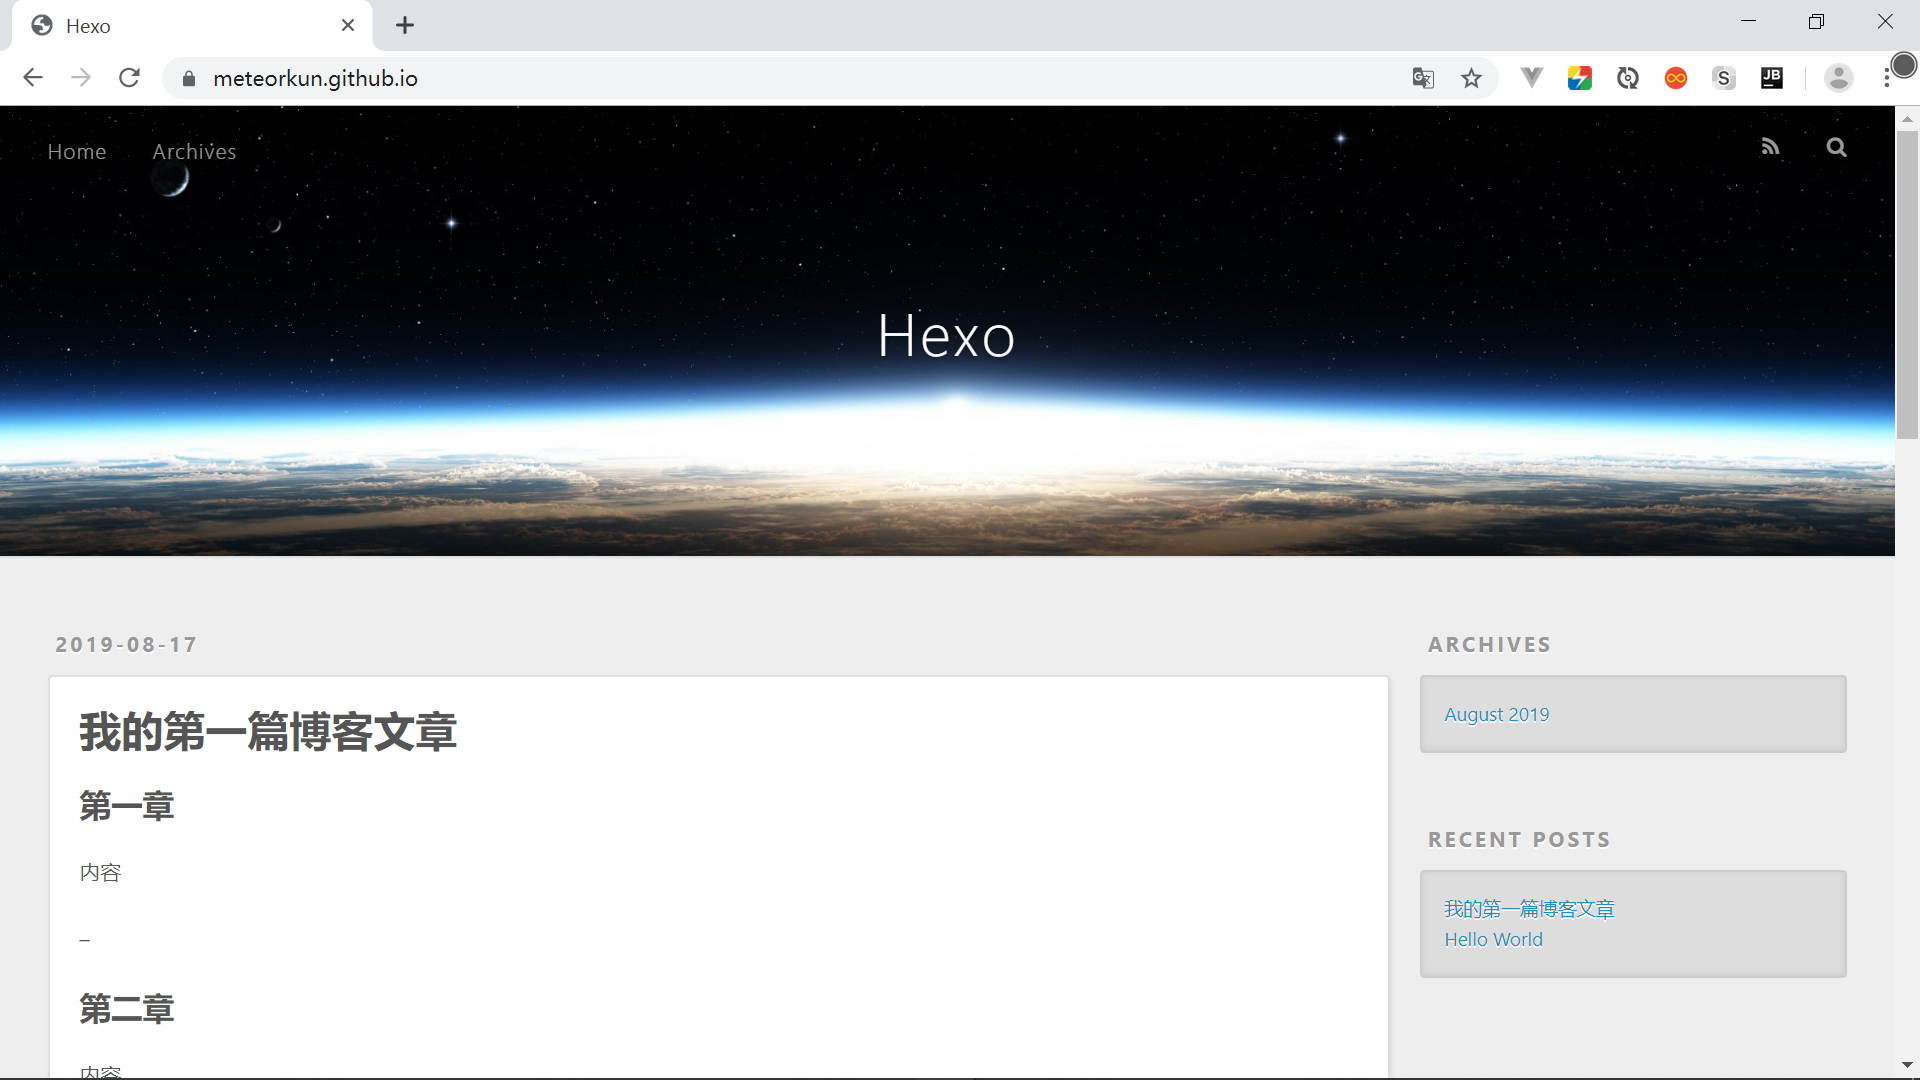 Hexo
meteorkun.github.io
S
JB
Home
Archives
Hexo
2019-08-17
我的第一篇博客文章
第一章
内容
–
第二章
内容
ARCHIVES
August 2019
RECENT POSTS
我的第一篇博客文章
Hello World